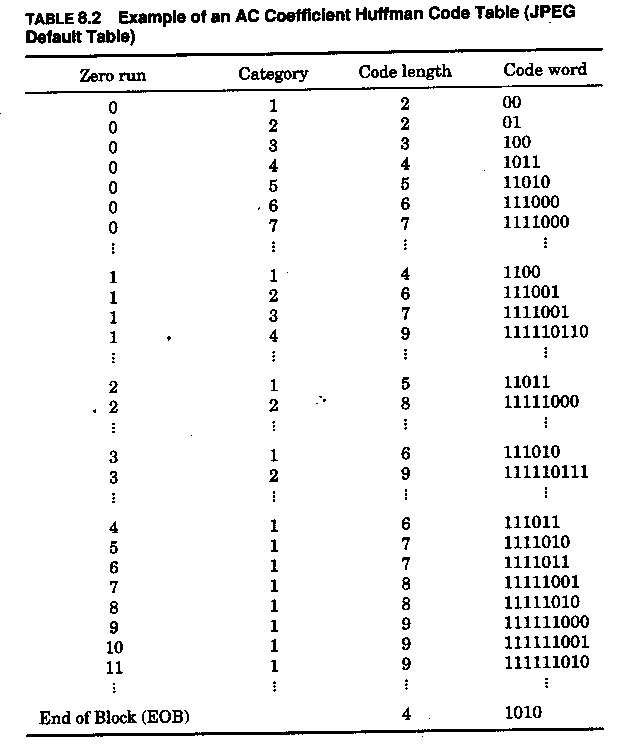 TABLE 8.2 Example of an AC Coefficient Huffman Code Table (JPEG
Default Table)
Zero run Category Code length Code word
0 1 2 00
0 2 2 01
0 3 3 100
0 4 4 1011
0 5 5 11010
0 6 6 111000
0 7 7 1111000
⋮ ⋮ ⋮ ⋮
1 1 4 1100
1 2 6 111001
1 3 7 1111001
1 4 9 111110110
⋮ ⋮ ⋮ ⋮
2 1 5 11011
2 2 8 11111000
⋮ ⋮ ⋮ ⋮
3 1 6 111010
3 2 9 111110111
⋮ ⋮ ⋮ ⋮
4 1 6 111011
5 1 7 1111010
6 1 7 1111011
7 1 8 11111001
8 1 8 11111010
9 1 9 111111000
10 1 9 111111001
11 1 9 111111010
⋮ ⋮ ⋮ ⋮
End of Block (EOB) 4 1010